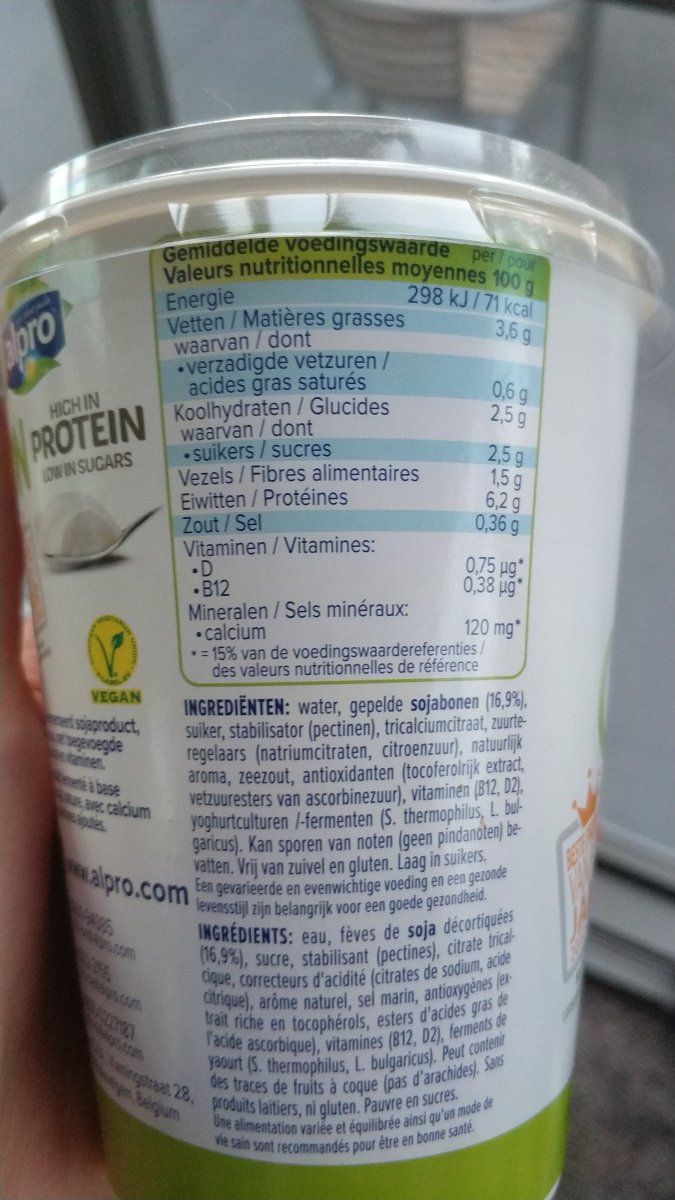 Gemiddelde voedingswaarde per / pour
Valeurs nutritionnelles moyennes 100 g
Energie 298 kJ / 71 kcal
Vetten / Matières grasses 3,6 g
waarvan / dont
•verzadigde vetzuren /
acides gras saturés 0,6 g
Koolhydraten / Glucides 2,5 g
waarvan / dont
•suikers / sucres 2,5 g
Vezels / Fibres alimentaires 1,5 g
Eiwitten / Protéines 6,2 g
Zout / Sel 0,36 g
Vitaminen / Vitamines:
•D 0,75 µg*
•B12 0,38 µg*
Mineralen / Sels minéraux:
•calcium 120 mg*
*= 15% van de voedingswaardereferenties /
des valeurs nutritionnelles de référence
INGREDIËNTEN: water, gepelde sojabonen (16,9%),
suiker, stabilisator (pectinen), tricalciumcitraat, zuurte-
regelaars (natriumcitraten, citroenzuur), natuurlijk
aroma, zeezout, antioxidanten (tocoferolrijk extract,
vetzuuresters van ascorbinezuur), vitaminen (B12, D2),
yoghurtculturen /-fermenten (S. thermophilus, L. bul-
garicus). Kan sporen van noten (geen pindanoten) be-
vatten. Vrij van zuivel en gluten. Laag in suikers.
Een gevarieerde en evenwichtige voeding en een gezonde
levensstijl zijn belangrijk voor een goede gezondheid.
INGRÉDIENTS: eau, fèves de soja décortiquées
(16,9%), sucre, stabilisant (pectines), citrate trical-
cique, correcteurs d'acidité (citrates de sodium, acide
citrique), arôme naturel, sel marin, antioxygènes (ex-
trait riche en tocophérols, esters d'acides gras de
l'acide ascorbique), vitamines (B12, D2), ferments de
yaourt (S. thermophilus, L. bulgaricus). Peut contenir
des traces de fruits à coque (pas d'arachides). Sans
produits laitiers, ni gluten. Pauvre en sucres.
Une alimentation variée et équilibrée ainsi qu'un mode de
vie sain sont recommandés pour être en bonne santé.
alpro
HIGH IN
PROTEIN
LOW IN SUGARS
VEGAN
sojaproduct,
à base
avec calcium
.alpro.com
28,
Belgium